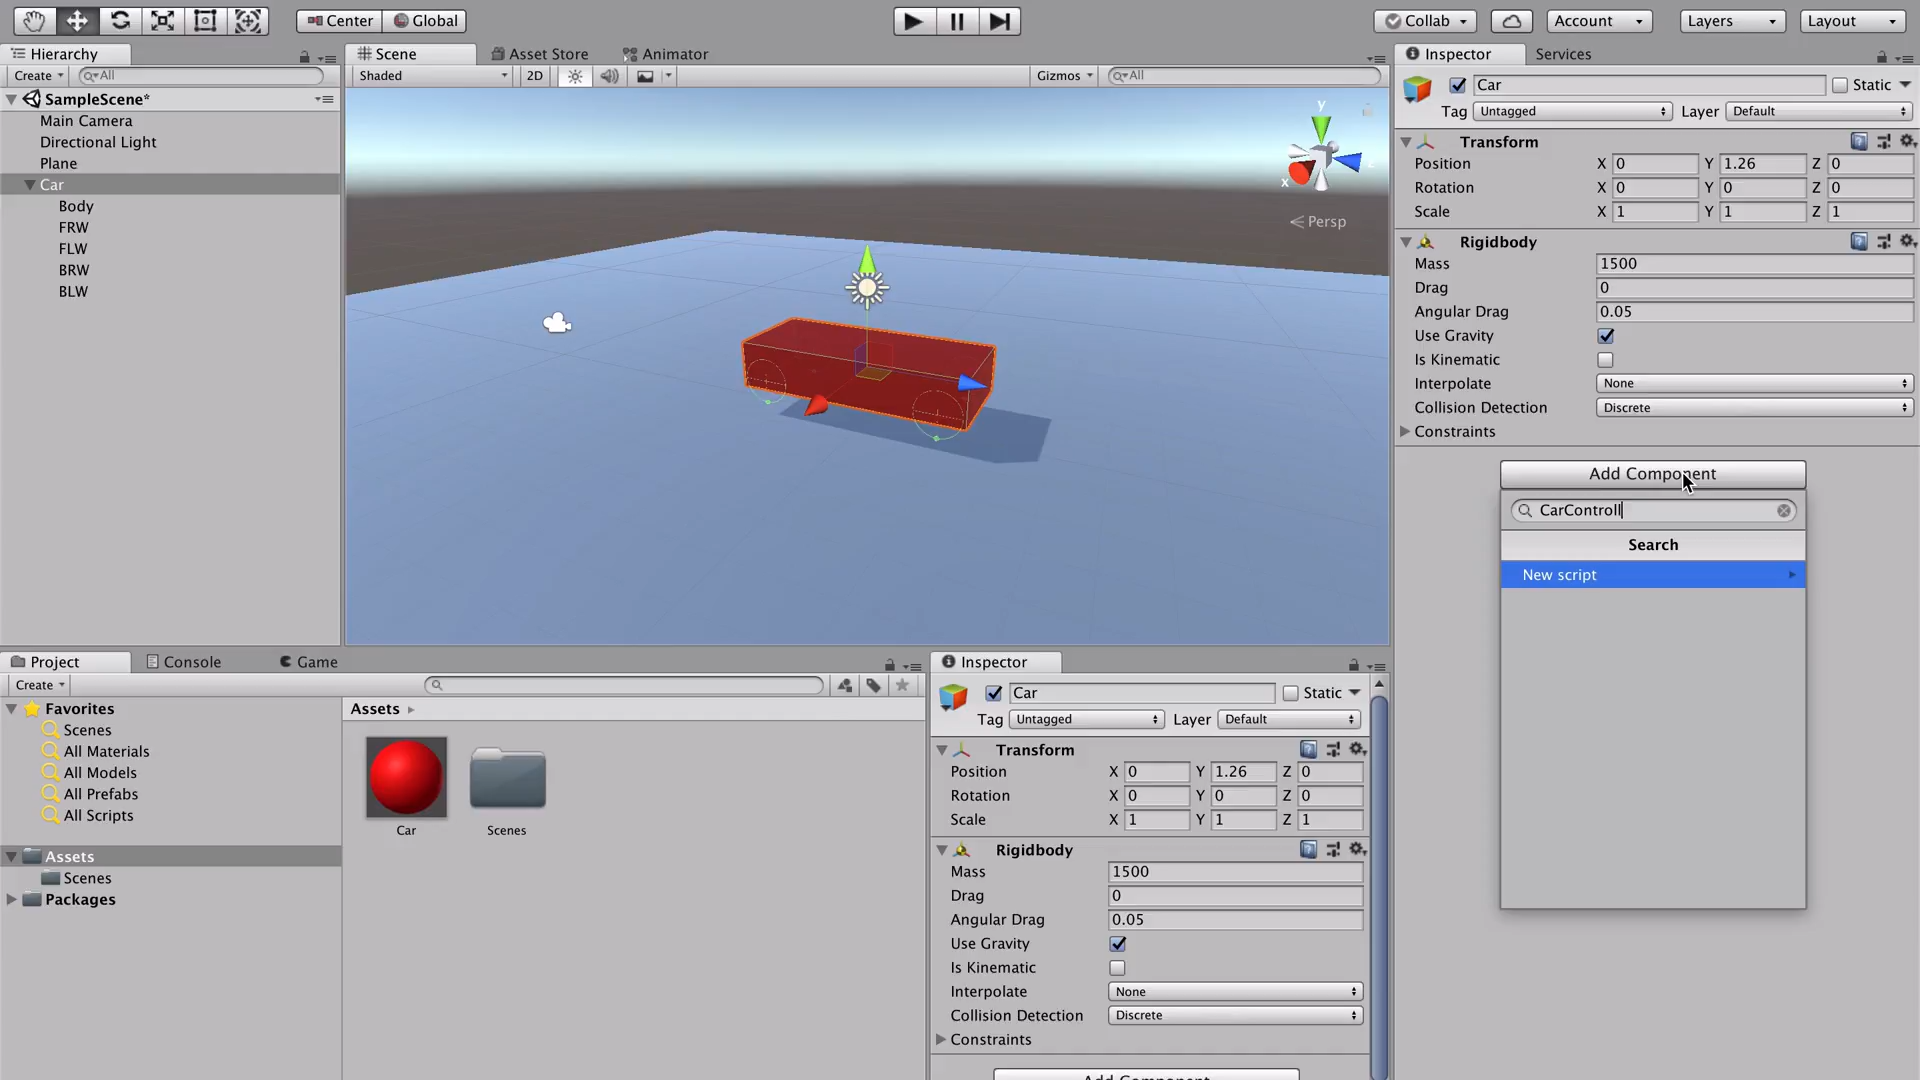 Center Global
Collab Account Layers Layout
Hierarchy
Create All
SampleScene*
Main Camera
Directional Light
Plane
Car
Body
FRW
FLW
BRW
BLW
Scene Asset Store Animator
Shaded 2D Gizmos All
y
x
Persp
Inspector Services
Car Static
Tag Untagged Layer Default
Transform
Position X 0 Y 1.26 Z 0
Rotation X 0 Y 0 Z 0
Scale X 1 Y 1 Z 1
Rigidbody
Mass 1500
Drag 0
Angular Drag 0.05
Use Gravity
Is Kinematic
Interpolate None
Collision Detection Discrete
Constraints
Add Component
CarControll
Search
New script
Project Console Game
Create
Favorites
Scenes
All Materials
All Models
All Prefabs
All Scripts
Assets
Scenes
Packages
Assets
Car Scenes
Inspector
Car Static
Tag Untagged Layer Default
Transform
Position X 0 Y 1.26 Z 0
Rotation X 0 Y 0 Z 0
Scale X 1 Y 1 Z 1
Rigidbody
Mass 1500
Drag 0
Angular Drag 0.05
Use Gravity
Is Kinematic
Interpolate None
Collision Detection Discrete
Constraints
Add Component